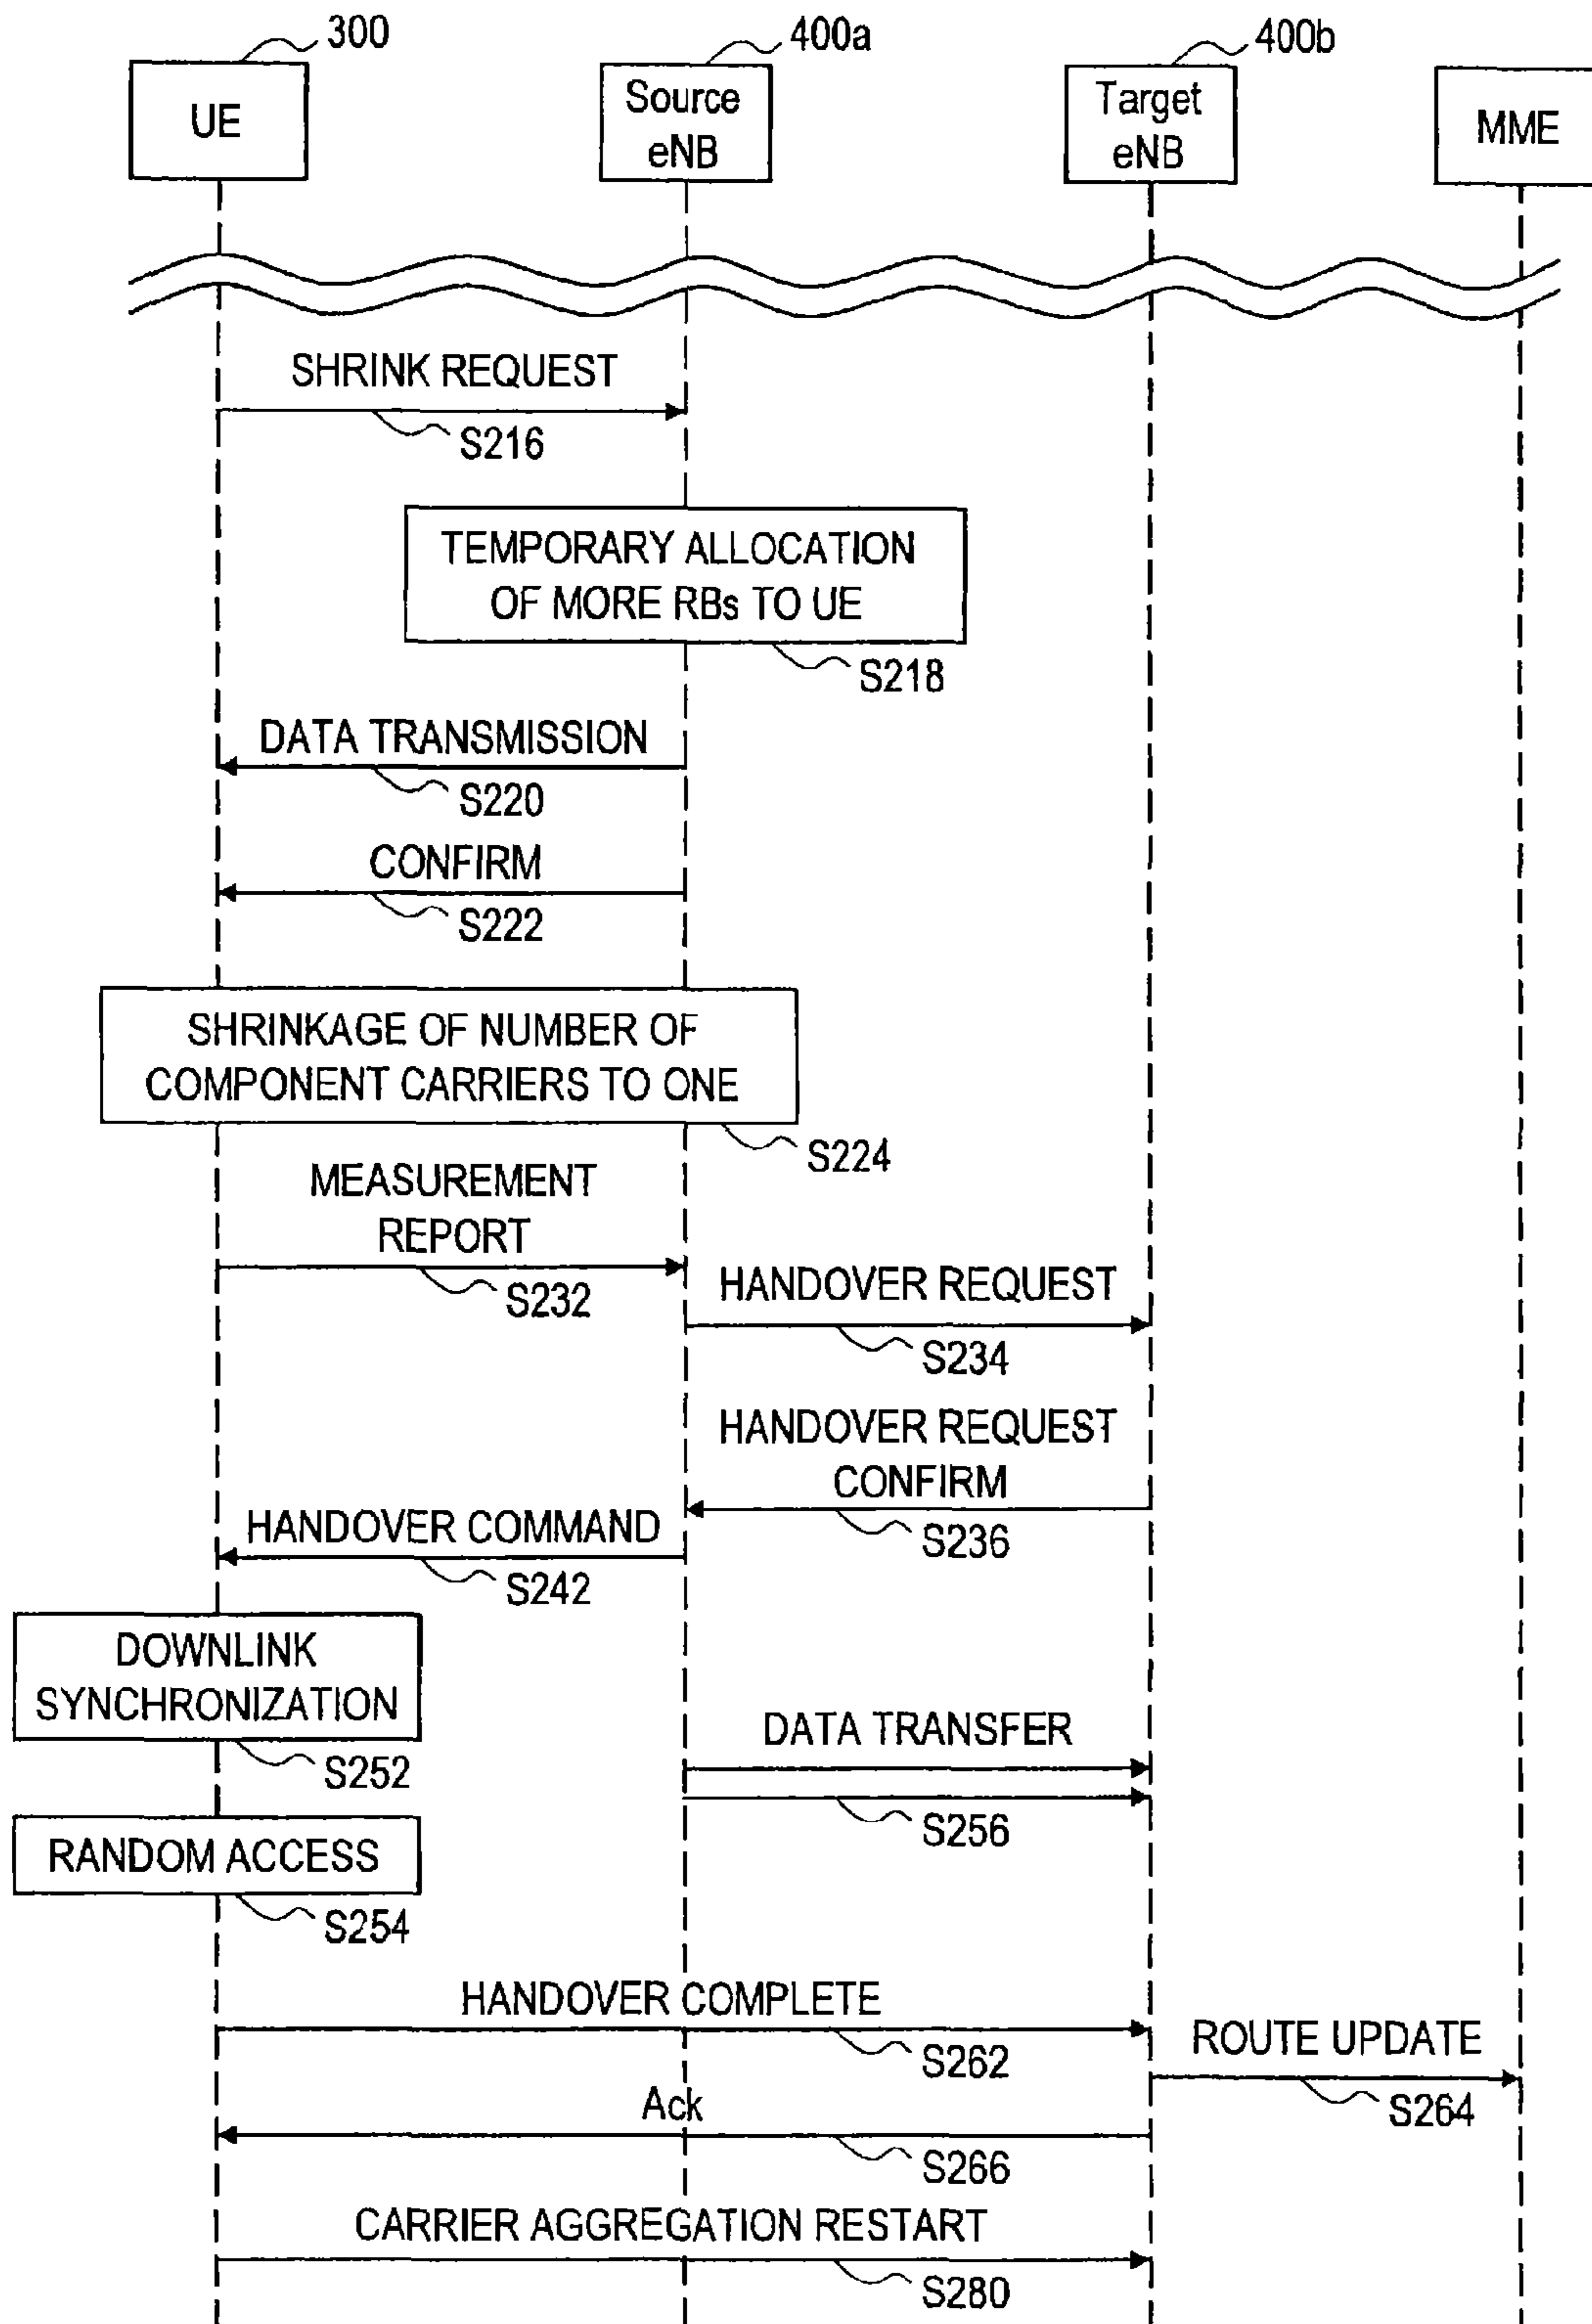 300
400a
400b
UE
Source
eNB
Target
eNB
MME
SHRINK REQUEST
S216
TEMPORARY ALLOCATION
OF MORE RBs TO UE
S218
DATA TRANSMISSION
S220
CONFIRM
S222
SHRINKAGE OF NUMBER OF
COMPONENT CARRIERS TO ONE
S224
MEASUREMENT
REPORT
S232
HANDOVER REQUEST
S234
HANDOVER REQUEST
CONFIRM
S236
HANDOVER COMMAND
S242
DOWNLINK
SYNCHRONIZATION
S252
DATA TRANSFER
S256
RANDOM ACCESS
S254
HANDOVER COMPLETE
S262
ROUTE UPDATE
S264
Ack
S266
CARRIER AGGREGATION RESTART
S280